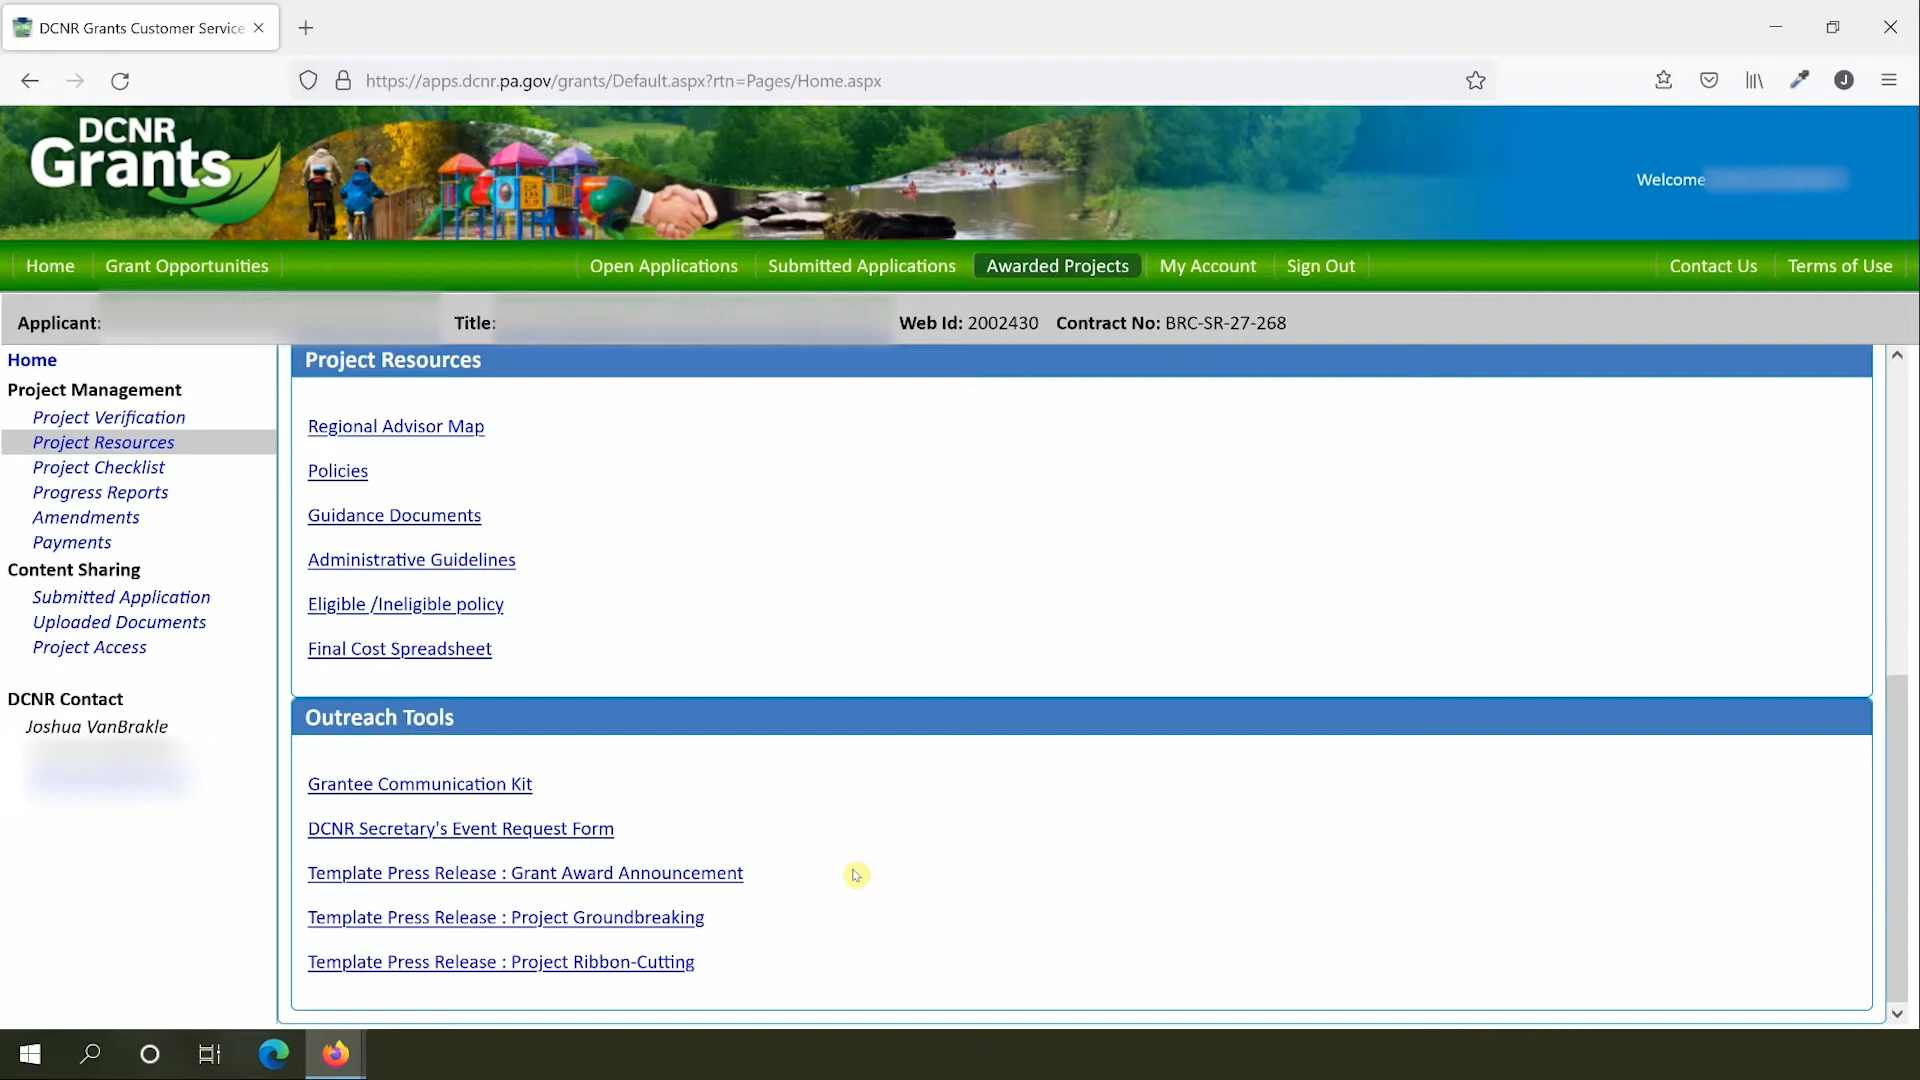 DCNR Grants Customer Service
https://apps.dcnr.pa.gov/grants/Default.aspx?rtn=Pages/Home.aspx
J
DCNR
Grants
Welcome
Home
Grant Opportunities
Open Applications
Submitted Applications
Awarded Projects
My Account
Sign Out
Contact Us
Terms of Use
Applicant:
Title:
Web Id: 2002430 Contract No: BRC-SR-27-268
Home
Project Management
Project Verification
Project Resources
Project Checklist
Progress Reports
Amendments
Payments
Content Sharing
Submitted Application
Uploaded Documents
Project Access
DCNR Contact
Joshua VanBrakle
Project Resources
Regional Advisor Map
Policies
Guidance Documents
Administrative Guidelines
Eligible /Ineligible policy
Final Cost Spreadsheet
Outreach Tools
Grantee Communication Kit
DCNR Secretary's Event Request Form
Template Press Release : Grant Award Announcement
Template Press Release : Project Groundbreaking
Template Press Release : Project Ribbon-Cutting